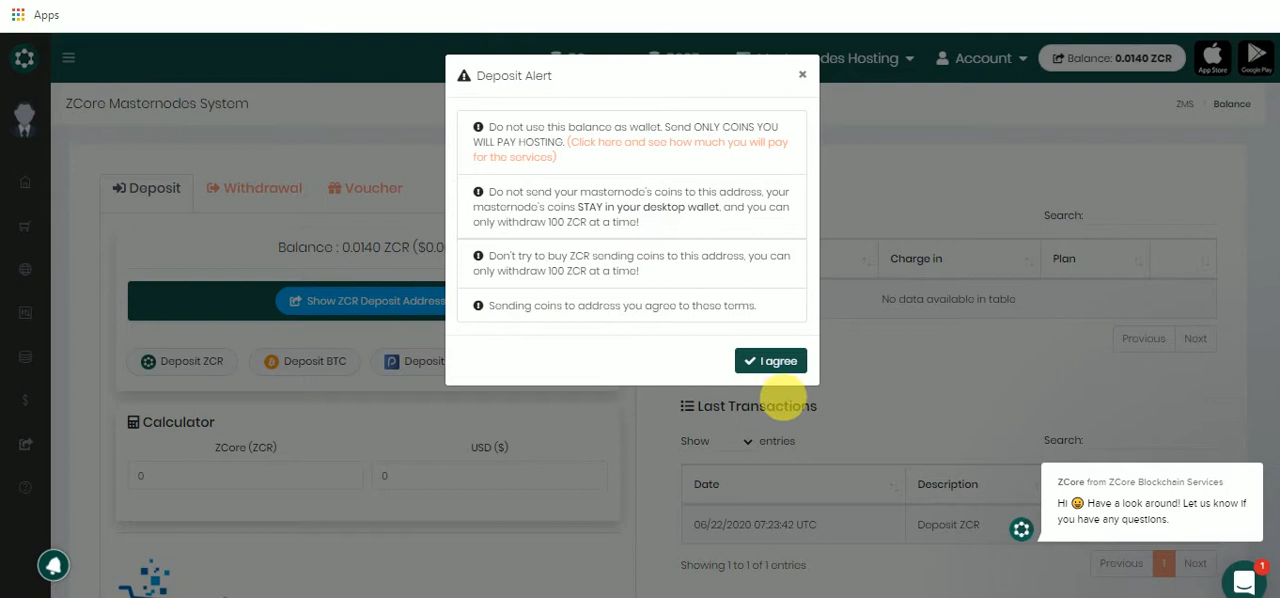 Apps
des Hosting
Account
Balance: 0.0140 ZCR
App Store
Google Play
ZCore Masternodes System
ZMS / Balance
Deposit Alert
×
Do not use this balance as wallet. Send ONLY COINS YOU
WILL PAY HOSTING. (Click here and see how much you will pay
for the services)
Do not send your masternode's coins to this address, your
masternode's coins STAY in your desktop wallet, and you can
only withdraw 100 ZCR at a time!
Don't try to buy ZCR sending coins to this address, you can
only withdraw 100 ZCR at a time!
Sending coins to address you agree to these terms.
I agree
Deposit
Withdrawal
Voucher
Balance : 0.0140 ZCR ($0.0
Show ZCR Deposit Address
Deposit ZCR
Deposit BTC
Deposit
Calculator
ZCore (ZCR)
USD ($)
0
0
Search:
Charge in
Plan
No data available in table
Previous
Next
Last Transactions
Show
entries
Search:
Date
Description
06/22/2020 07:23:42 UTC
Deposit ZCR
Showing 1 to 1 of 1 entries
Previous
1
Next
ZCore from ZCore Blockchain Services
Hi 😀 Have a look around! Let us know if
you have any questions.
1